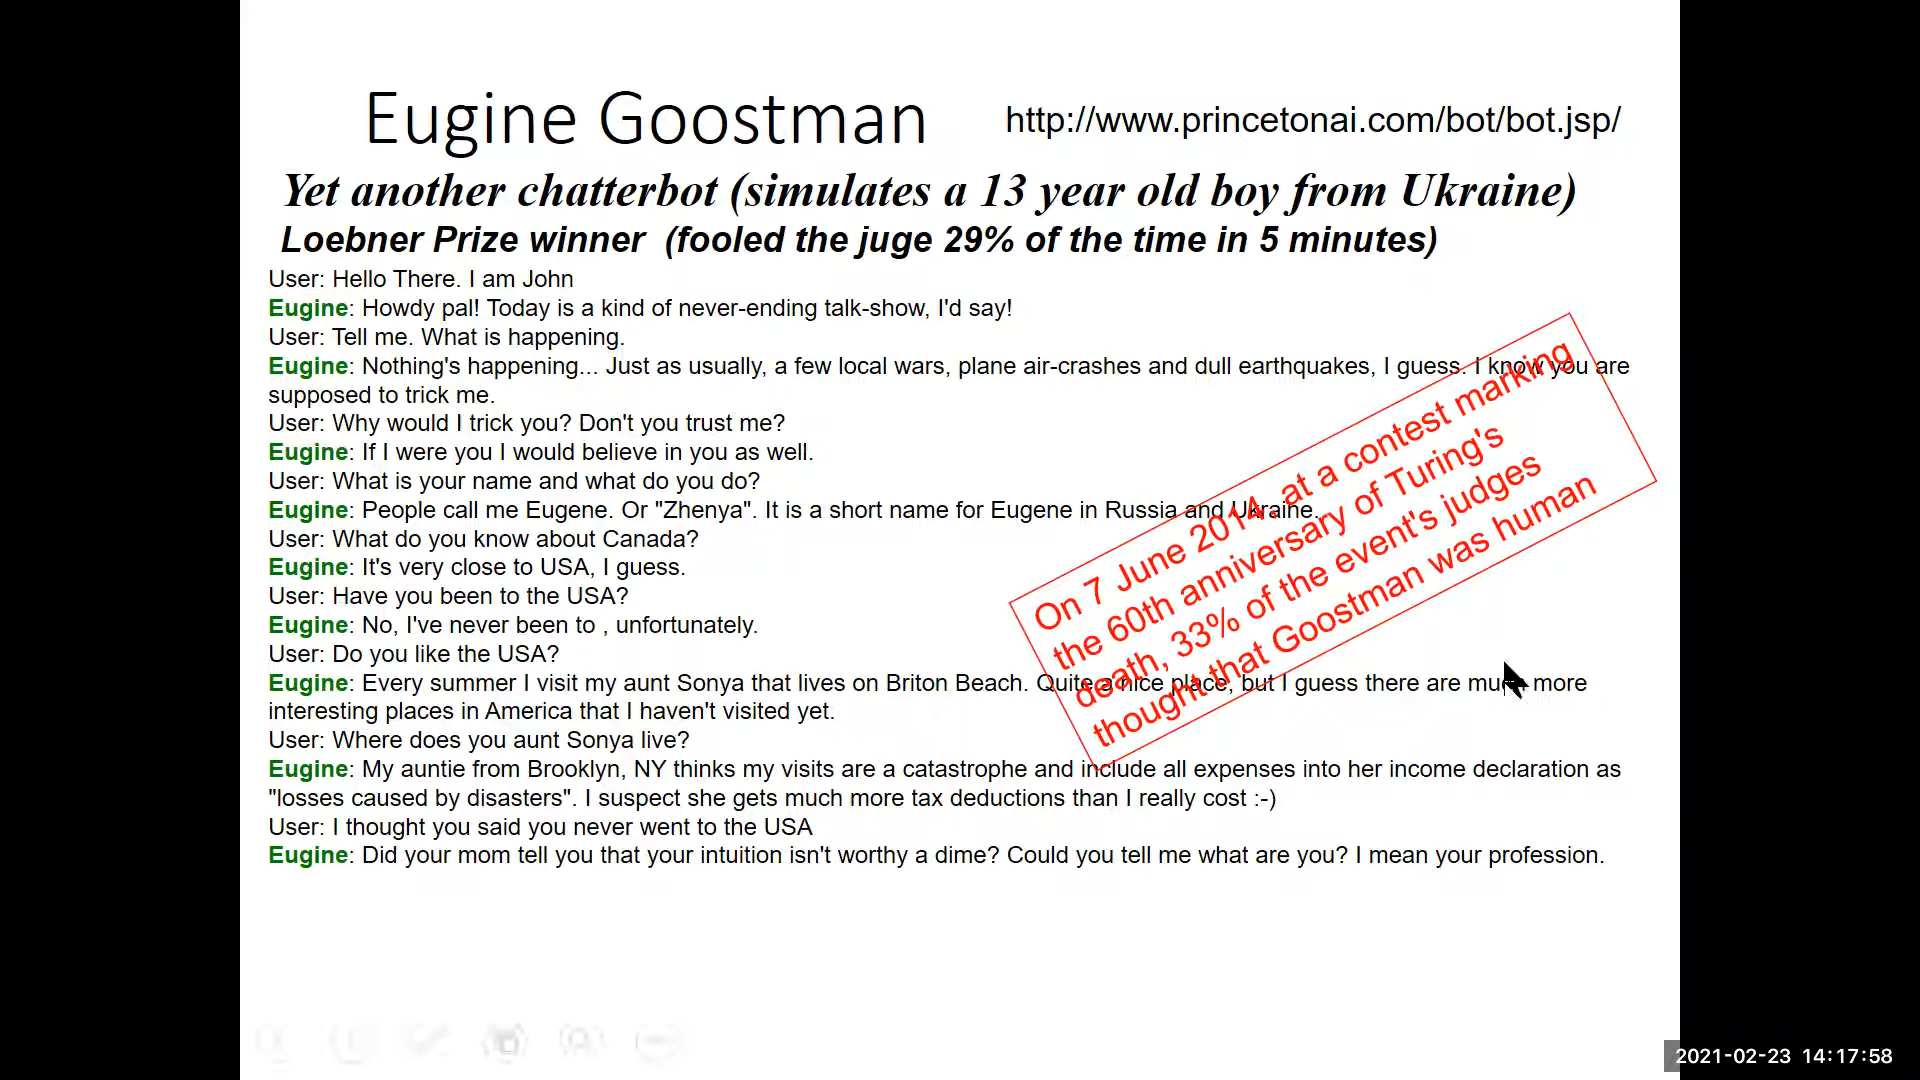 Eugine Goostman
http://www.princetonai.com/bot/bot.jsp/
Yet another chatterbot (simulates a 13 year old boy from Ukraine)
Loebner Prize winner (fooled the juge 29% of the time in 5 minutes)
User: Hello There. I am John
Eugine: Howdy pal! Today is a kind of never-ending talk-show, I'd say!
User: Tell me. What is happening.
Eugine: Nothing's happening... Just as usually, a few local wars, plane air-crashes and dull earthquakes, I guess. I know you are
supposed to trick me.
User: Why would I trick you? Don't you trust me?
Eugine: If I were you I would believe in you as well.
User: What is your name and what do you do?
Eugine: People call me Eugene. Or "Zhenya". It is a short name for Eugene in Russia and Ukraine.
User: What do you know about Canada?
Eugine: It's very close to USA, I guess.
User: Have you been to the USA?
Eugine: No, I've never been to , unfortunately.
User: Do you like the USA?
Eugine: Every summer I visit my aunt Sonya that lives on Briton Beach. Quite a nice place, but I guess there are much more
interesting places in America that I haven't visited yet.
User: Where does you aunt Sonya live?
Eugine: My auntie from Brooklyn, NY thinks my visits are a catastrophe and include all expenses into her income declaration as
"losses caused by disasters". I suspect she gets much more tax deductions than I really cost :-)
User: I thought you said you never went to the USA
Eugine: Did your mom tell you that your intuition isn't worthy a dime? Could you tell me what are you? I mean your profession.
On 7 June 2014, at a contest marking
the 60th anniversary of Turing's
death, 33% of the event's judges
thought that Goostman was human
2021-02-23 14:17:58